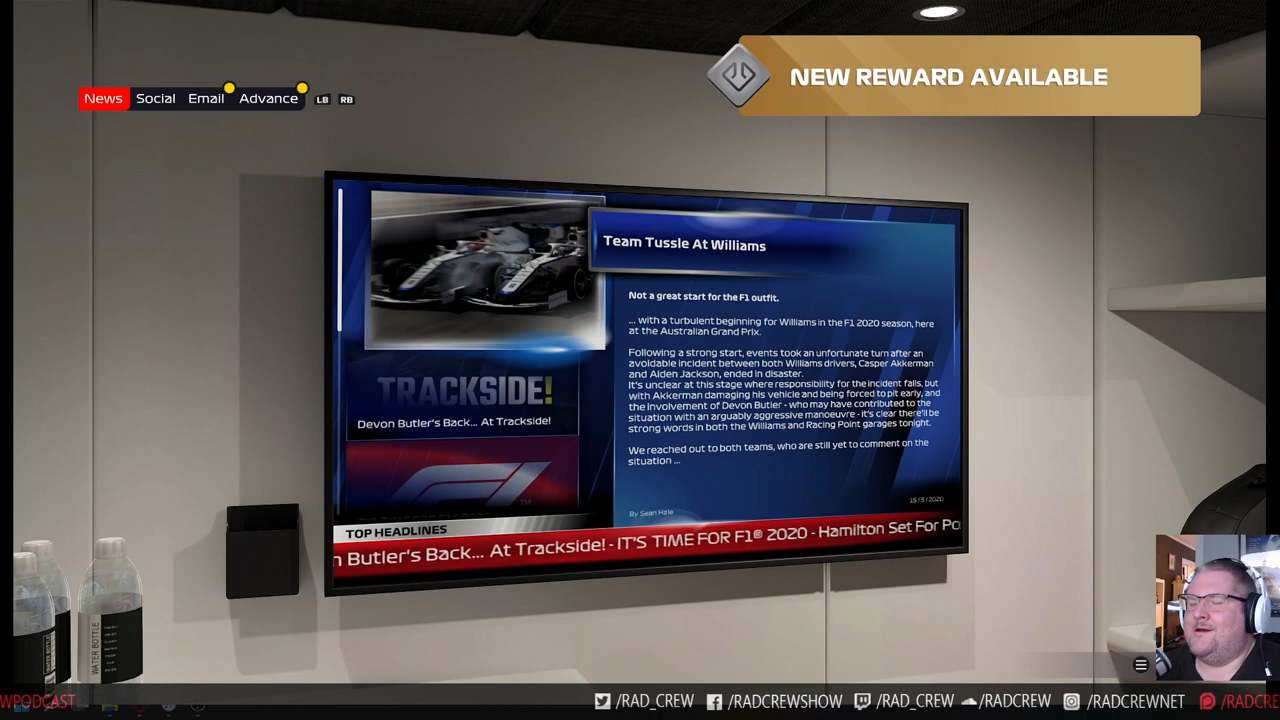 NEW REWARD AVAILABLE
News Social Email Advance LB RB
Team Tussle At Williams
Not a great start for the F1 outfit.
... with a turbulent beginning for Williams in the F1 2020 season, here
at the Australian Grand Prix.
Following a strong start, events took an unfortunate turn after an
avoidable incident between both Williams drivers, Casper Akkerman
and Aiden Jackson, ended in disaster.
It's unclear at this stage where responsibility for the incident falls, but
with Akkerman damaging his vehicle and being forced to pit early, and
the involvement of Devon Butler - who may have contributed to the
situation with an arguably aggressive manoeuvre - it's clear there'll be
strong words in both the Williams and Racing Point garages tonight.
We reached out to both teams, who are still yet to comment on the
situation ...
15/3/2020
By Sean Hizle
TRACKSIDE!
Devon Butler's Back... At Trackside!
TOP HEADLINES
n Butler's Back... At Trackside! - IT'S TIME FOR F1® 2020 - Hamilton Set For Po
WATER BOTTLE
WPODCAST /RAD_CREW /RADCREWSHOW /RAD_CREW /RADCREW /RADCREWNET /RADCRE